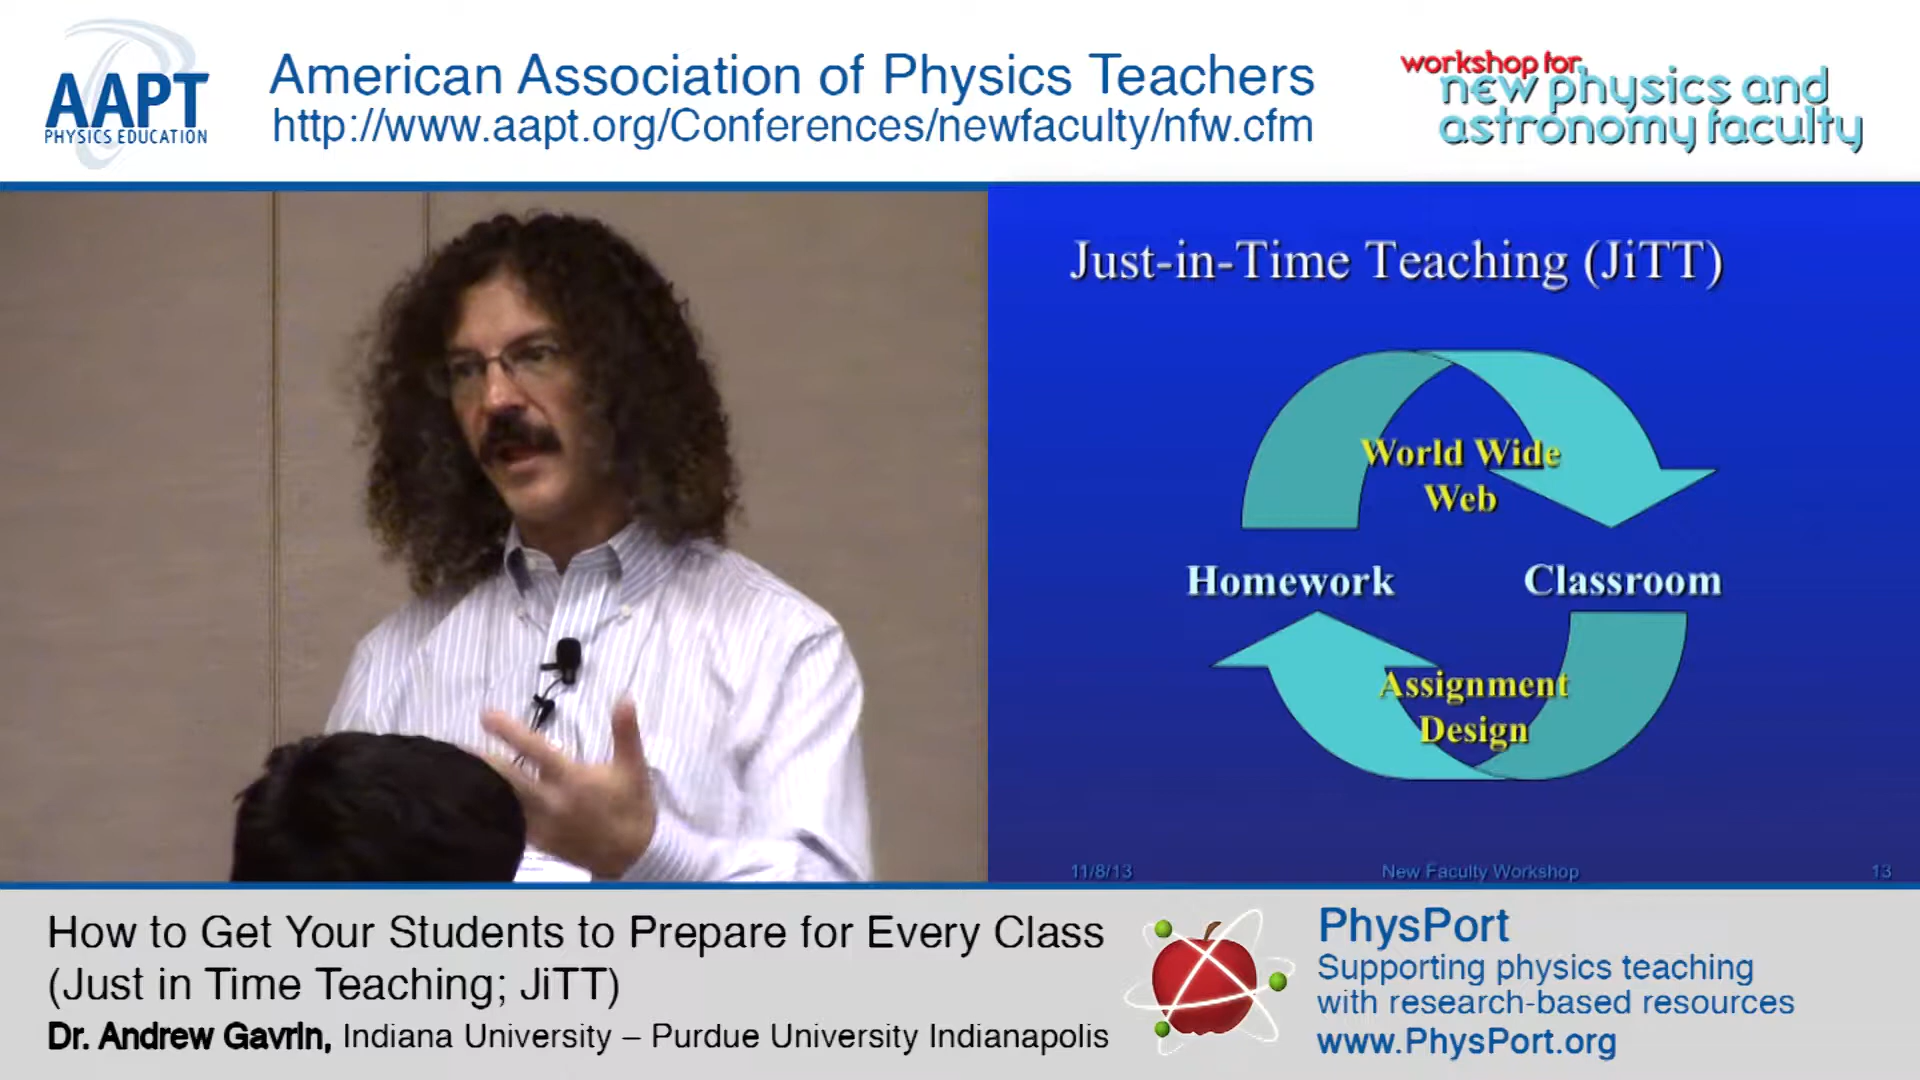 AAPT
PHYSICS EDUCATION
American Association of Physics Teachers
http://www.aapt.org/Conferences/newfaculty/nfw.cfm
workshop for
new physics and
astronomy faculty
Just-in-Time Teaching (JiTT)
World Wide
Web
Homework
Classroom
Assignment
Design
11/8/13
New Faculty Workshop
13
How to Get Your Students to Prepare for Every Class
(Just in Time Teaching; JiTT)
Dr. Andrew Gavrin, Indiana University – Purdue University Indianapolis
PhysPort
Supporting physics teaching
with research-based resources
www.PhysPort.org